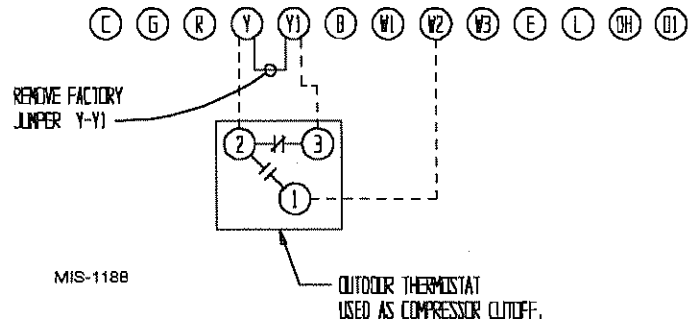 C G R Y Y1 B W1 W2 W3 E L OH O1
REMOVE FACTORY
JUMPER Y-Y1
2 3
1
MIS-1188
OUTDOOR THERMOSTAT
USED AS COMPRESSOR CUTOFF.